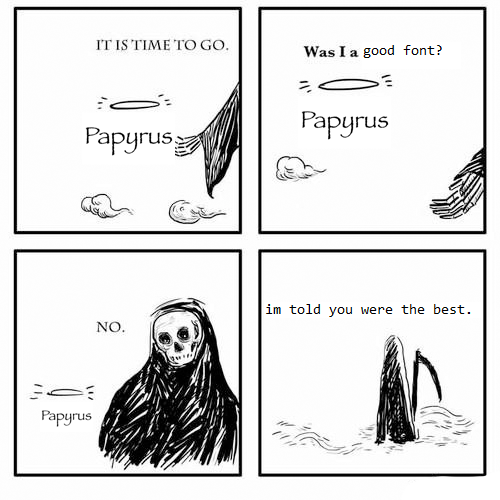 IT IS TIME TO GO.
Papyrus
Was I a good font?
Papyrus
NO.
Papyrus
im told you were the best.